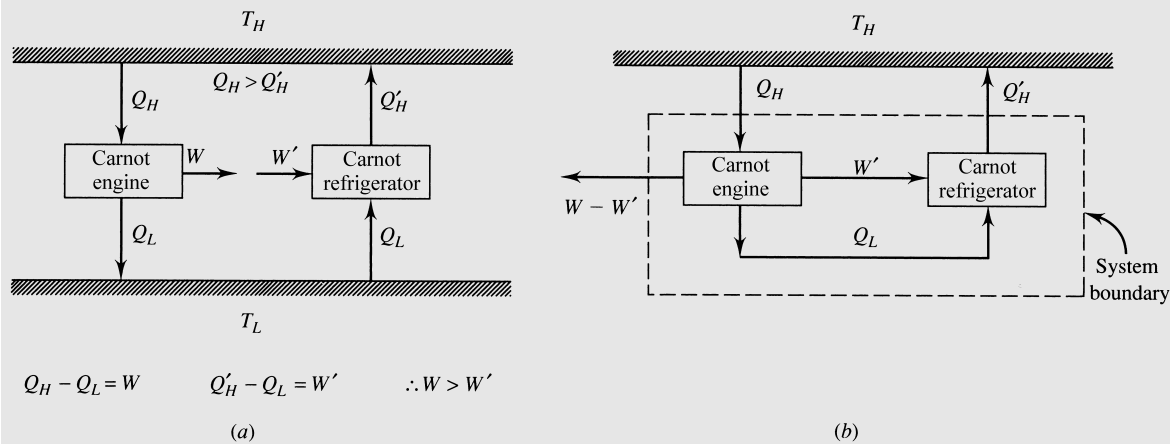 T_H
Q_H > Q′_H
Q_H
Q′_H
Carnot
engine
W
W′
Carnot
refrigerator
Q_L
Q_L
T_L
Q_H − Q_L = W
Q′_H − Q_L = W′
∴ W > W′
(a)
T_H
Q_H
Q′_H
Carnot
engine
W′
Carnot
refrigerator
W − W′
Q_L
System
boundary
(b)